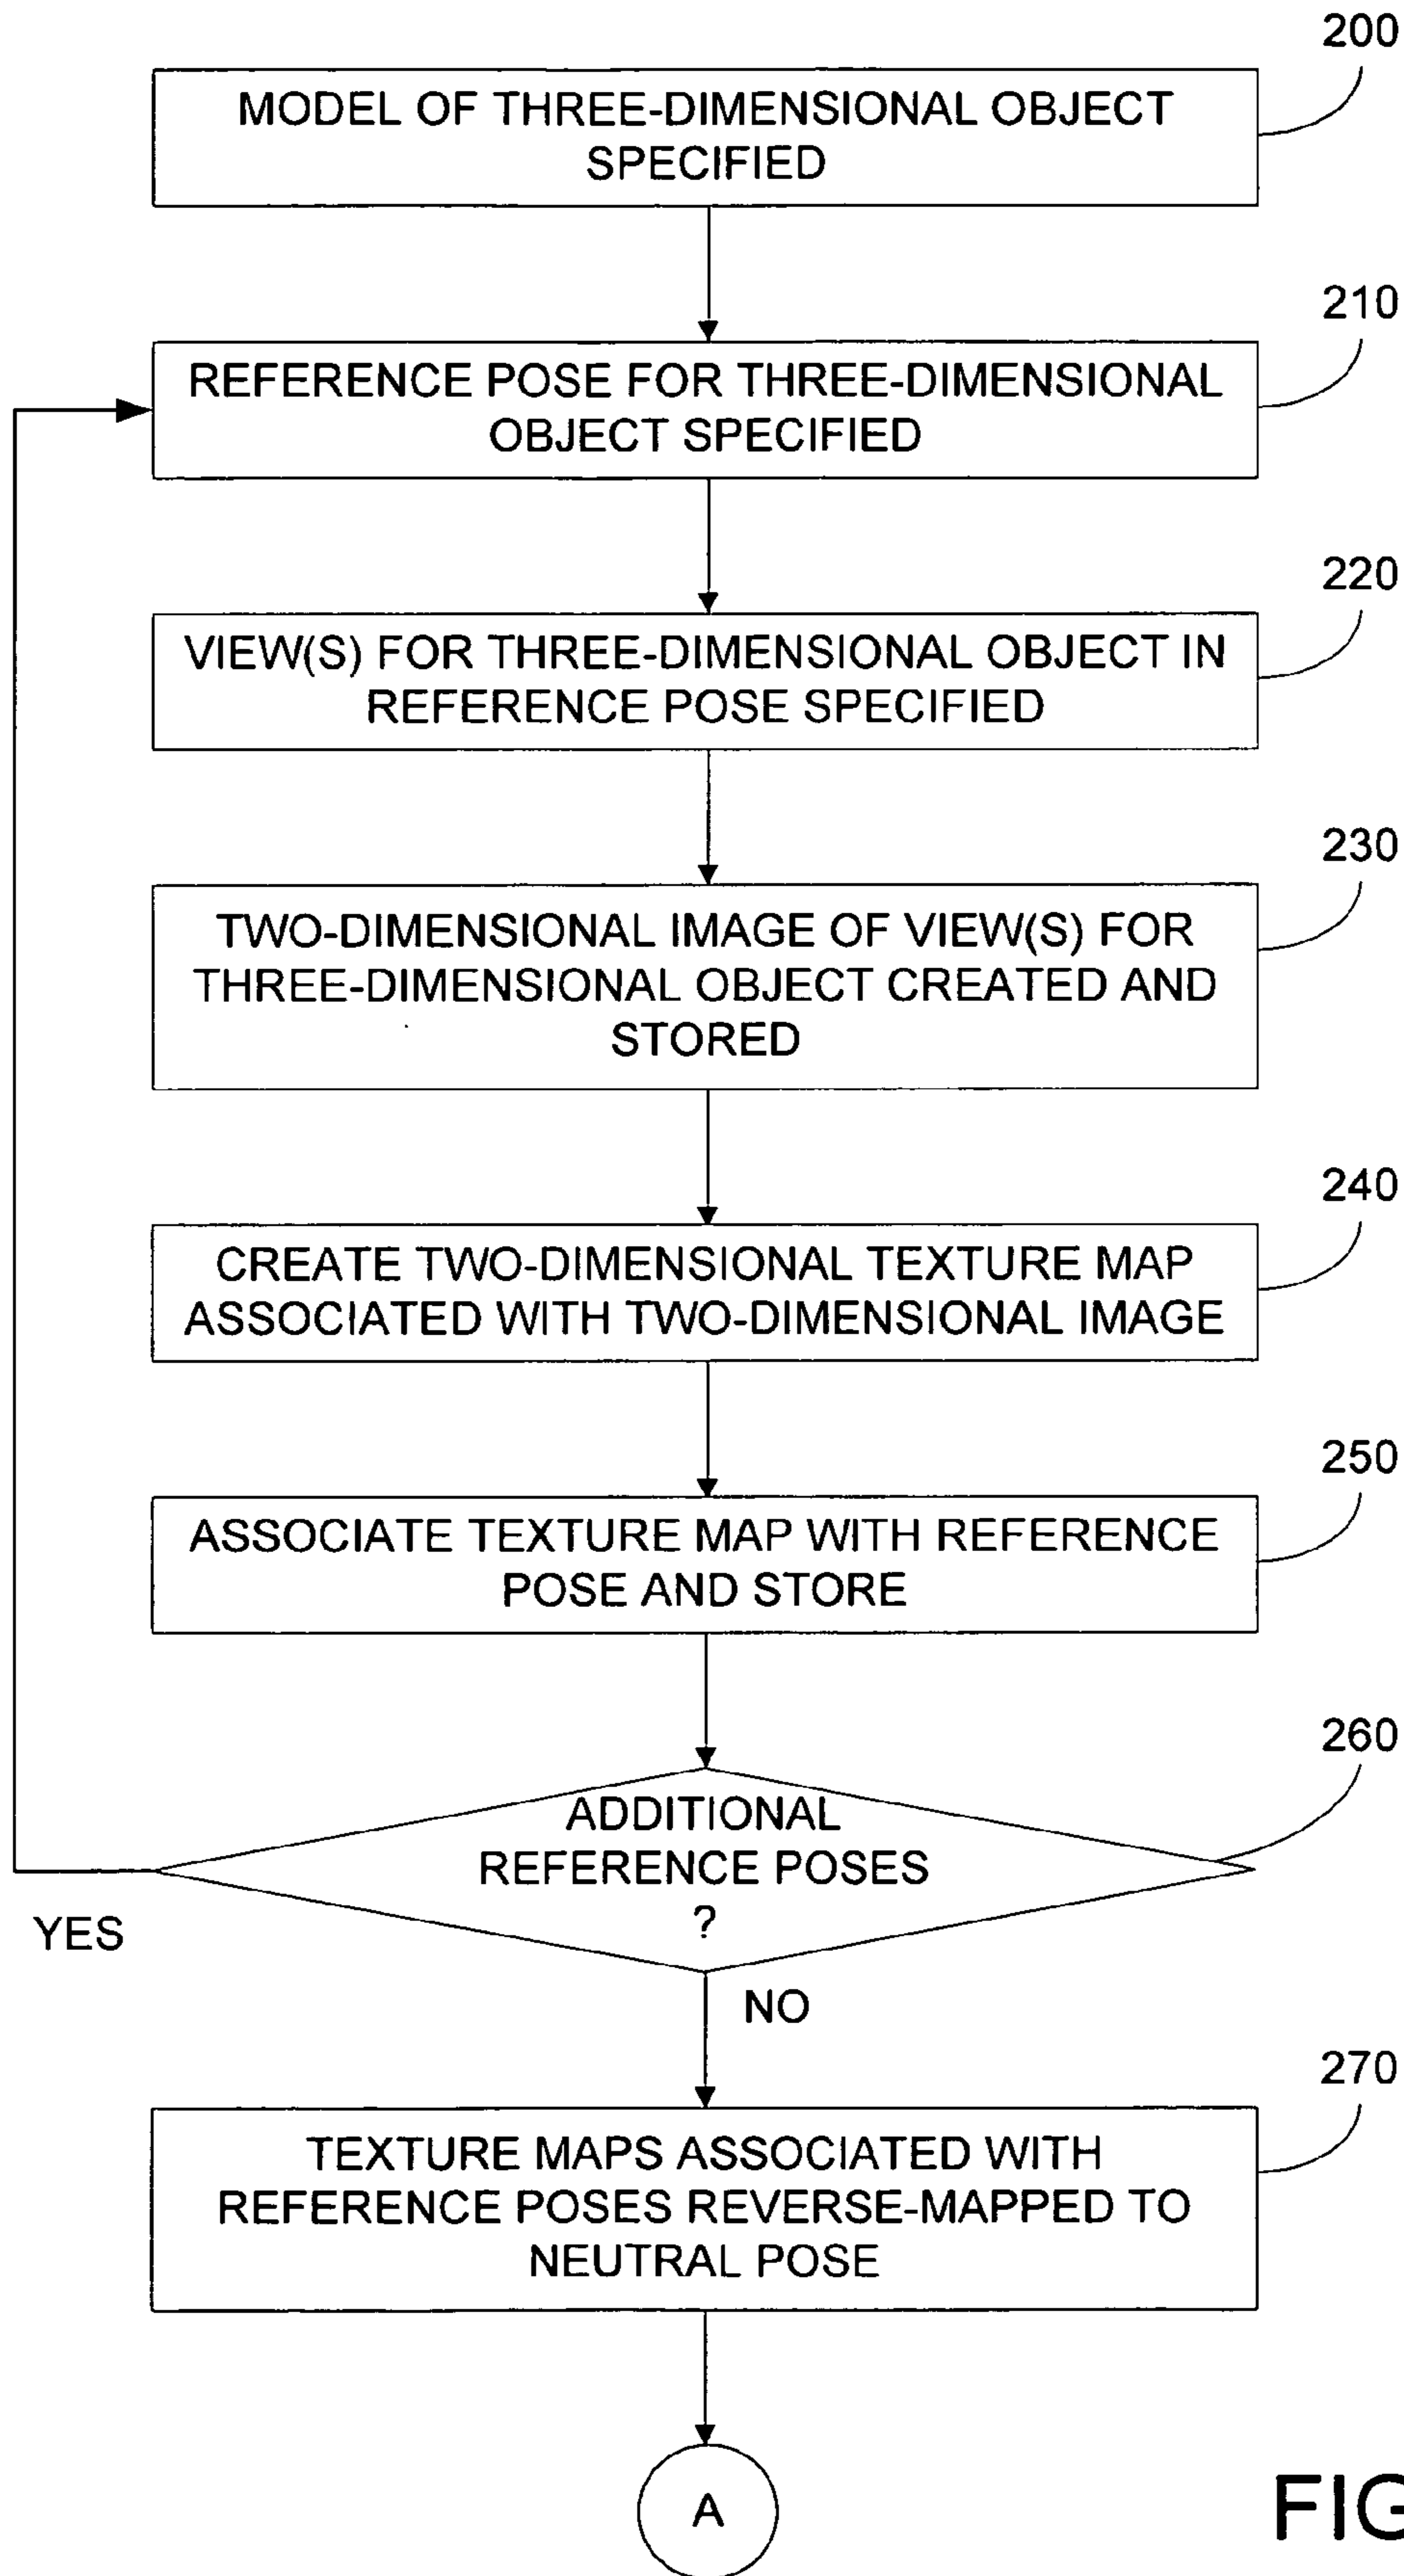 200
MODEL OF THREE-DIMENSIONAL OBJECT
SPECIFIED
210
REFERENCE POSE FOR THREE-DIMENSIONAL
OBJECT SPECIFIED
220
VIEW(S) FOR THREE-DIMENSIONAL OBJECT IN
REFERENCE POSE SPECIFIED
230
TWO-DIMENSIONAL IMAGE OF VIEW(S) FOR
THREE-DIMENSIONAL OBJECT CREATED AND
STORED
240
CREATE TWO-DIMENSIONAL TEXTURE MAP
ASSOCIATED WITH TWO-DIMENSIONAL IMAGE
250
ASSOCIATE TEXTURE MAP WITH REFERENCE
POSE AND STORE
260
ADDITIONAL
REFERENCE POSES
?
YES
NO
270
TEXTURE MAPS ASSOCIATED WITH
REFERENCE POSES REVERSE-MAPPED TO
NEUTRAL POSE
A
FIG